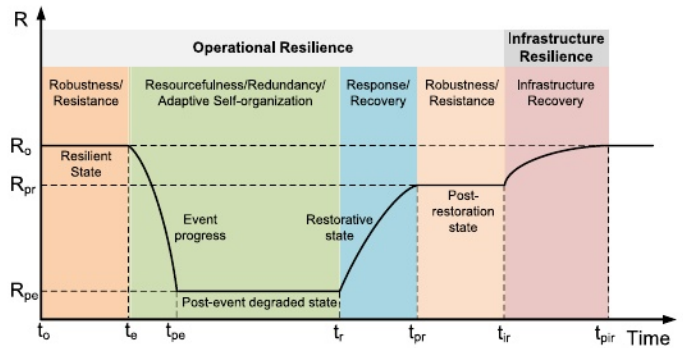 R
Operational Resilience
Infrastructure
Resilience
Robustness/
Resistance
Resourcefulness/Redundancy/
Adaptive Self-organization
Response/
Recovery
Robustness/
Resistance
Infrastructure
Recovery
Ro
Resilient
State
Rpr
Event
progress
Restorative
state
Post-
restoration
state
Rpe
Post-event degraded state
to te tpe tr tpr tir tpir Time